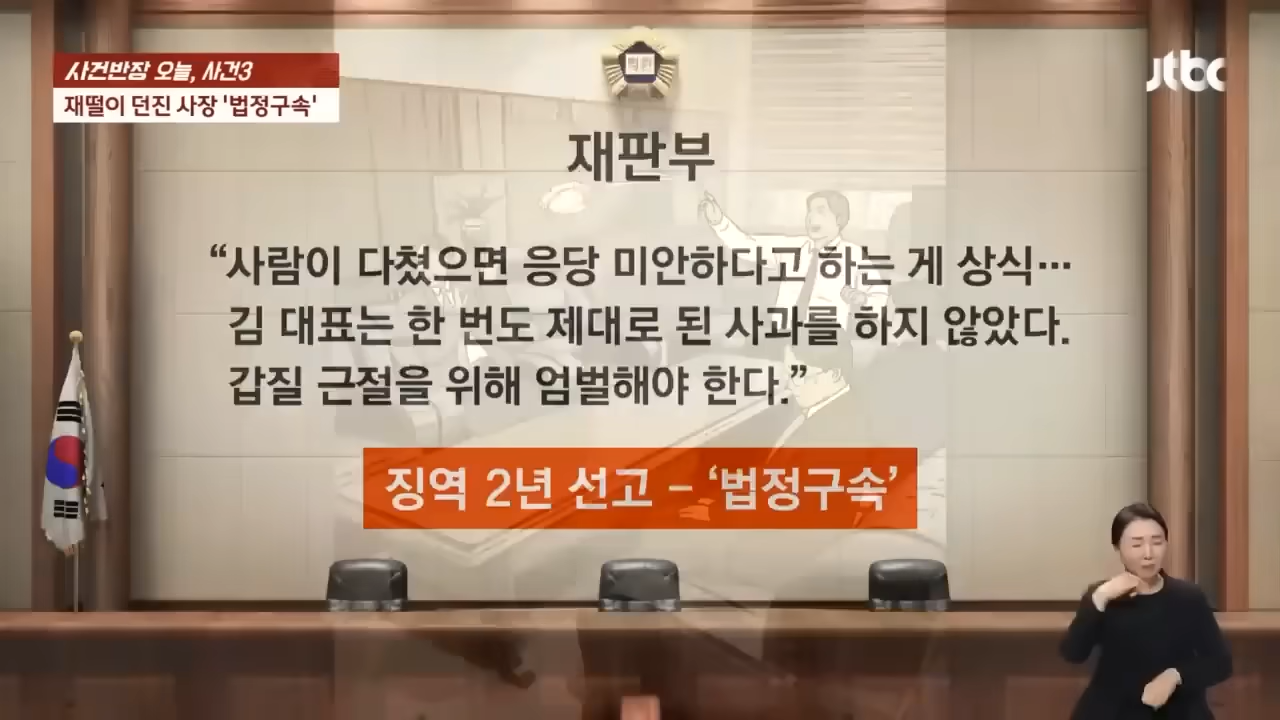 사건반장 오늘, 사건3
재떨이 던진 사장 '법정구속'
jtbc
법원
재판부
“사람이 다쳤으면 응당 미안하다고 하는 게 상식…
김 대표는 한 번도 제대로 된 사과를 하지 않았다.
갑질 근절을 위해 엄벌해야 한다.”
징역 2년 선고 - ‘법정구속’